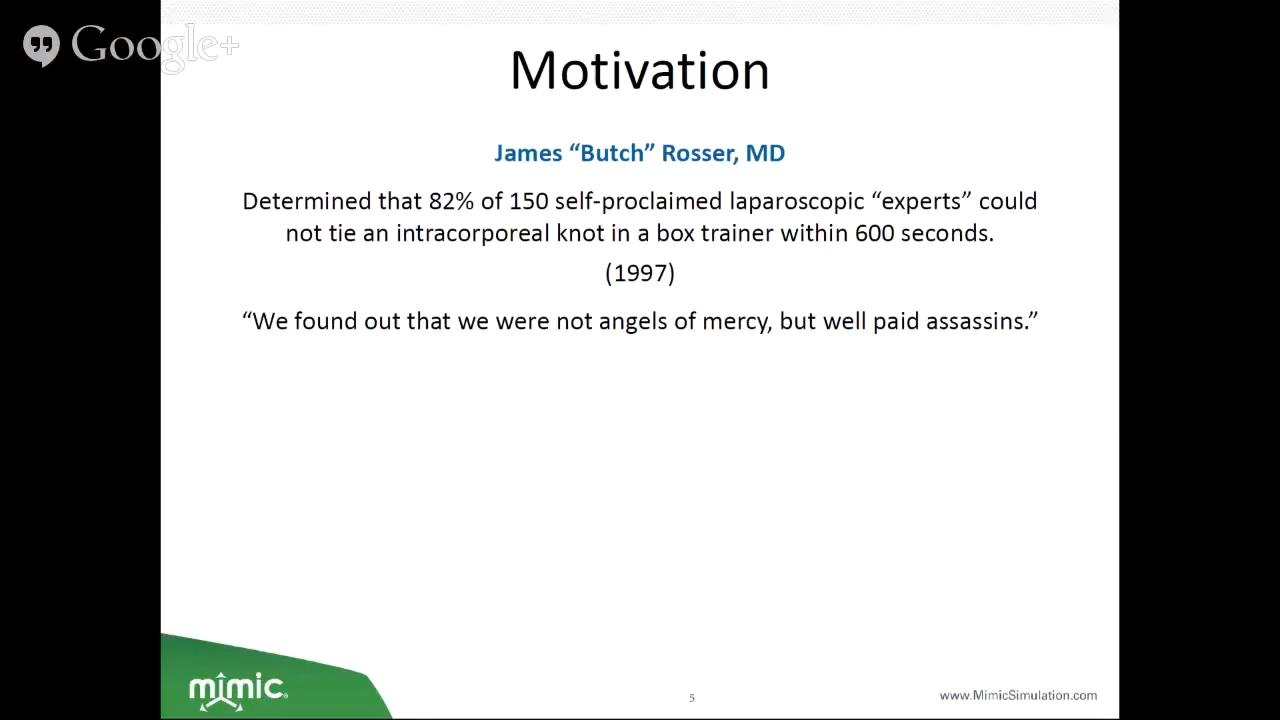 Google+
Motivation
James “Butch” Rosser, MD
Determined that 82% of 150 self-proclaimed laparoscopic “experts” could
not tie an intracorporeal knot in a box trainer within 600 seconds.
(1997)
“We found out that we were not angels of mercy, but well paid assassins.”
mimic
5
www.MimicSimulation.com